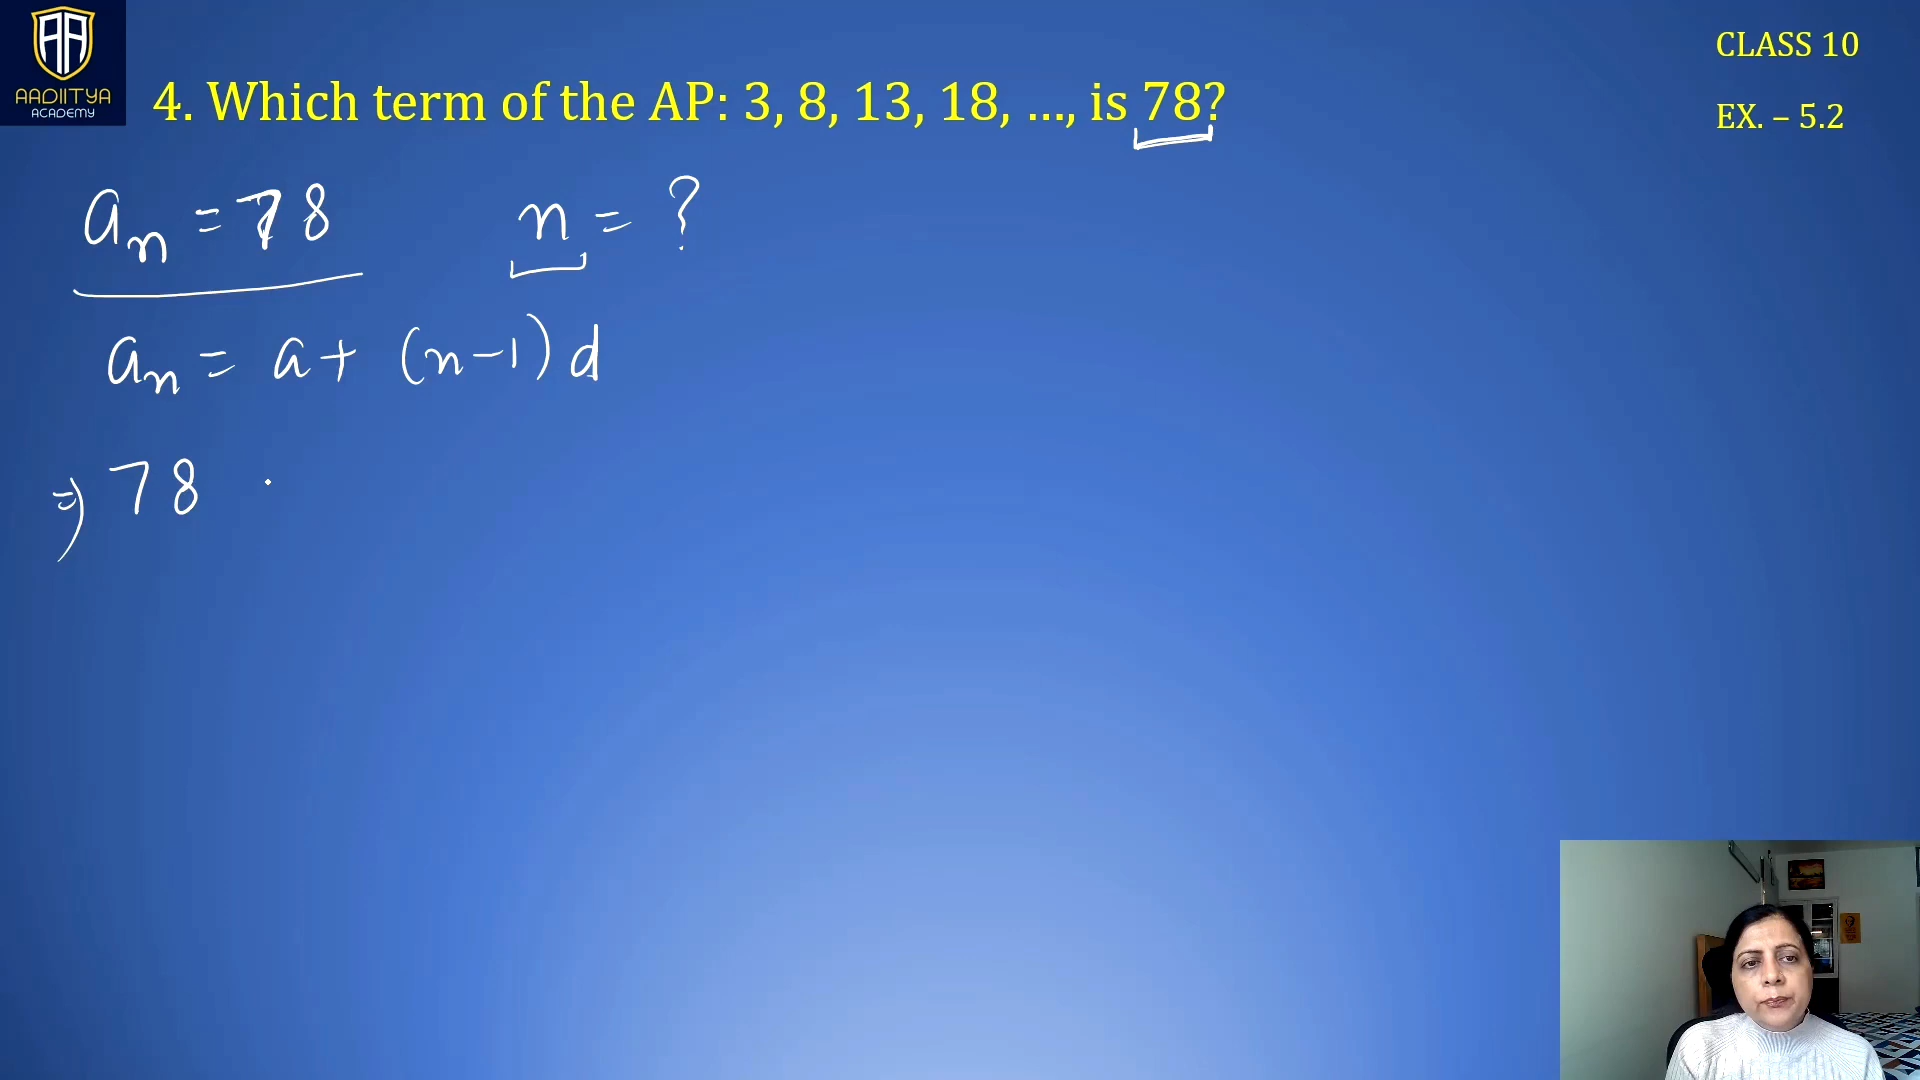 AADIITYA
ACADEMY
CLASS 10
4. Which term of the AP: 3, 8, 13, 18, ..., is 78?
EX. – 5.2
aₙ = 78 n = ?
aₙ = a + (n-1) d
⇒ 78